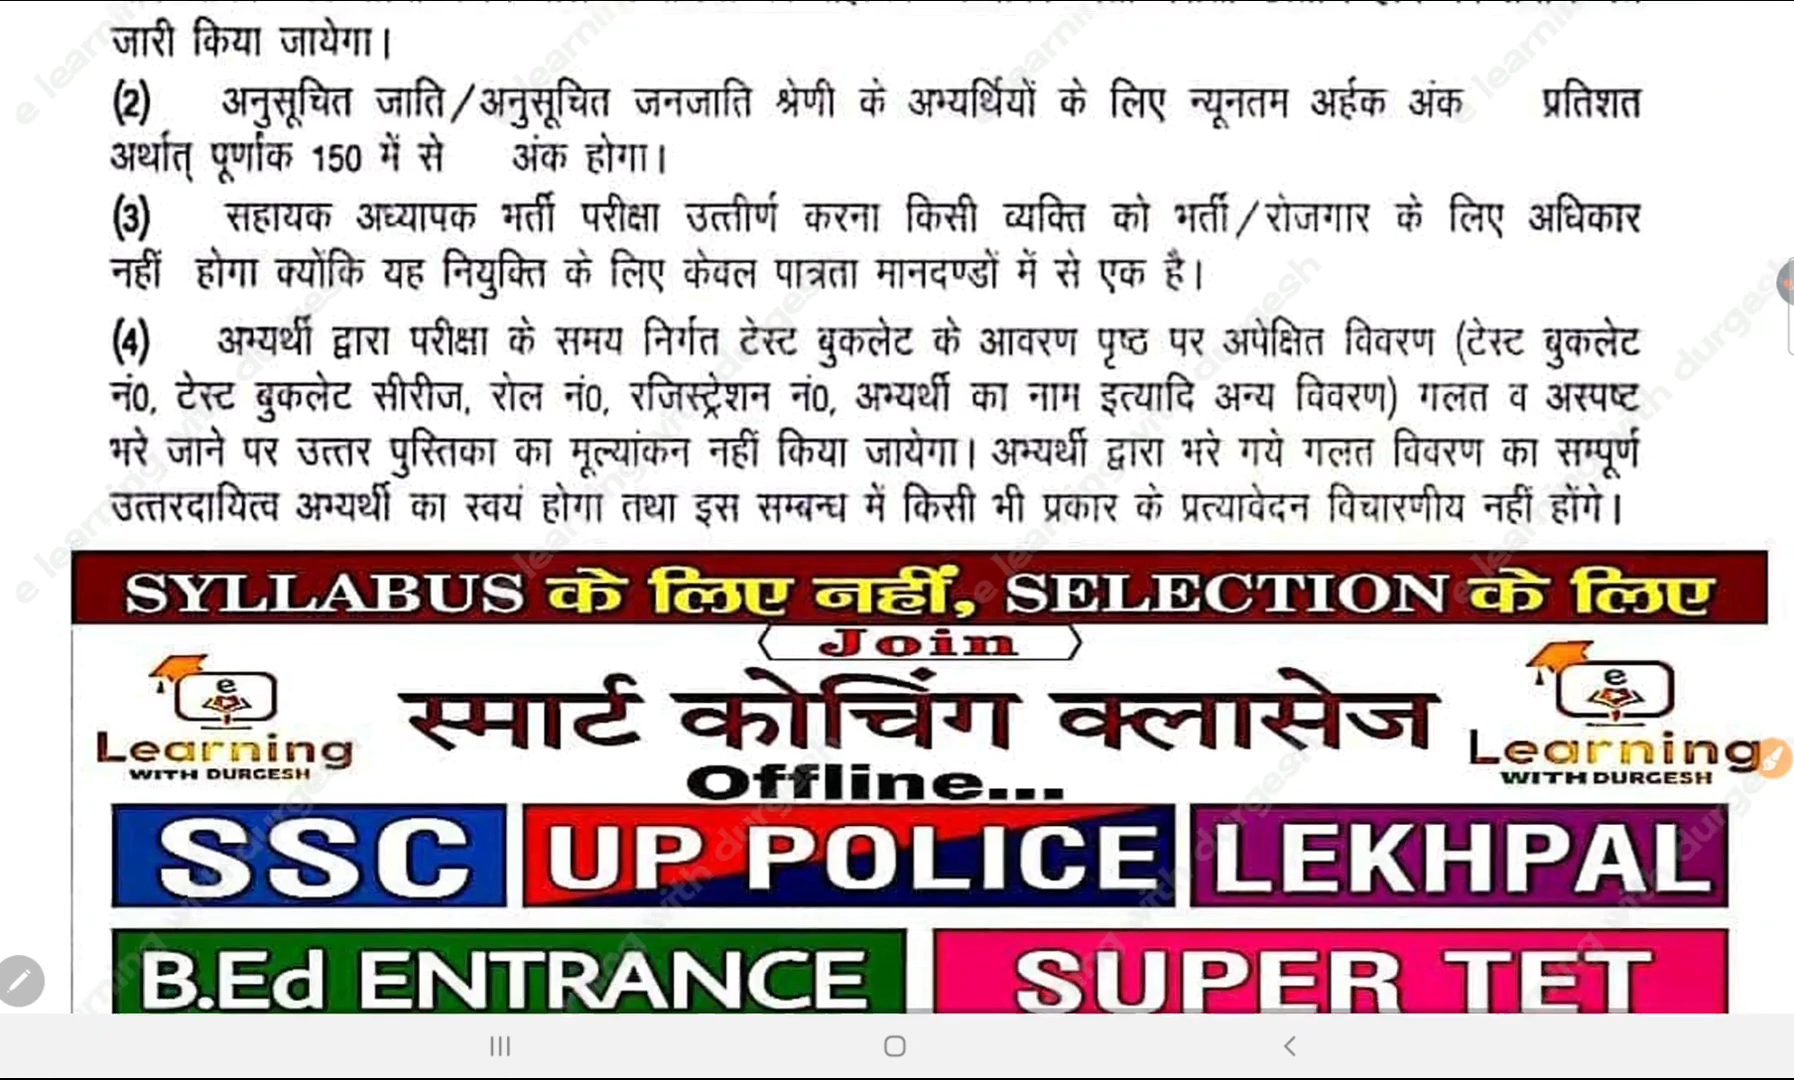 जारी किया जायेगा।
(2) अनुसूचित जाति/अनुसूचित जनजाति श्रेणी के अभ्यर्थियों के लिए न्यूनतम अर्हक अंक प्रतिशत
अर्थात् पूर्णांक 150 में से अंक होगा।
(3) सहायक अध्यापक भर्ती परीक्षा उत्तीर्ण करना किसी व्यक्ति को भर्ती/रोजगार के लिए अधिकार
नहीं होगा क्योंकि यह नियुक्ति के लिए केवल पात्रता मानदण्डों में से एक है।
(4) अभ्यर्थी द्वारा परीक्षा के समय निर्गत टेस्ट बुकलेट के आवरण पृष्ठ पर अपेक्षित विवरण (टेस्ट बुकलेट
नं0, टेस्ट बुकलेट सीरीज, रोल नं0, रजिस्ट्रेशन नं0, अभ्यर्थी का नाम इत्यादि अन्य विवरण) गलत व अस्पष्ट
भरे जाने पर उत्तर पुस्तिका का मूल्यांकन नहीं किया जायेगा। अभ्यर्थी द्वारा भरे गये गलत विवरण का सम्पूर्ण
उत्तरदायित्व अभ्यर्थी का स्वयं होगा तथा इस सम्बन्ध में किसी भी प्रकार के प्रत्यावेदन विचारणीय नहीं होंगे।
SYLLABUS के लिए नहीं, SELECTION के लिए
Join
स्मार्ट कोचिंग क्लासेज
Offline...
e
Learning
WITH DURGESH
e
Learning
WITH DURGESH
SSC UP POLICE LEKHPAL
B.Ed ENTRANCE SUPER TET
e learning with durgesh